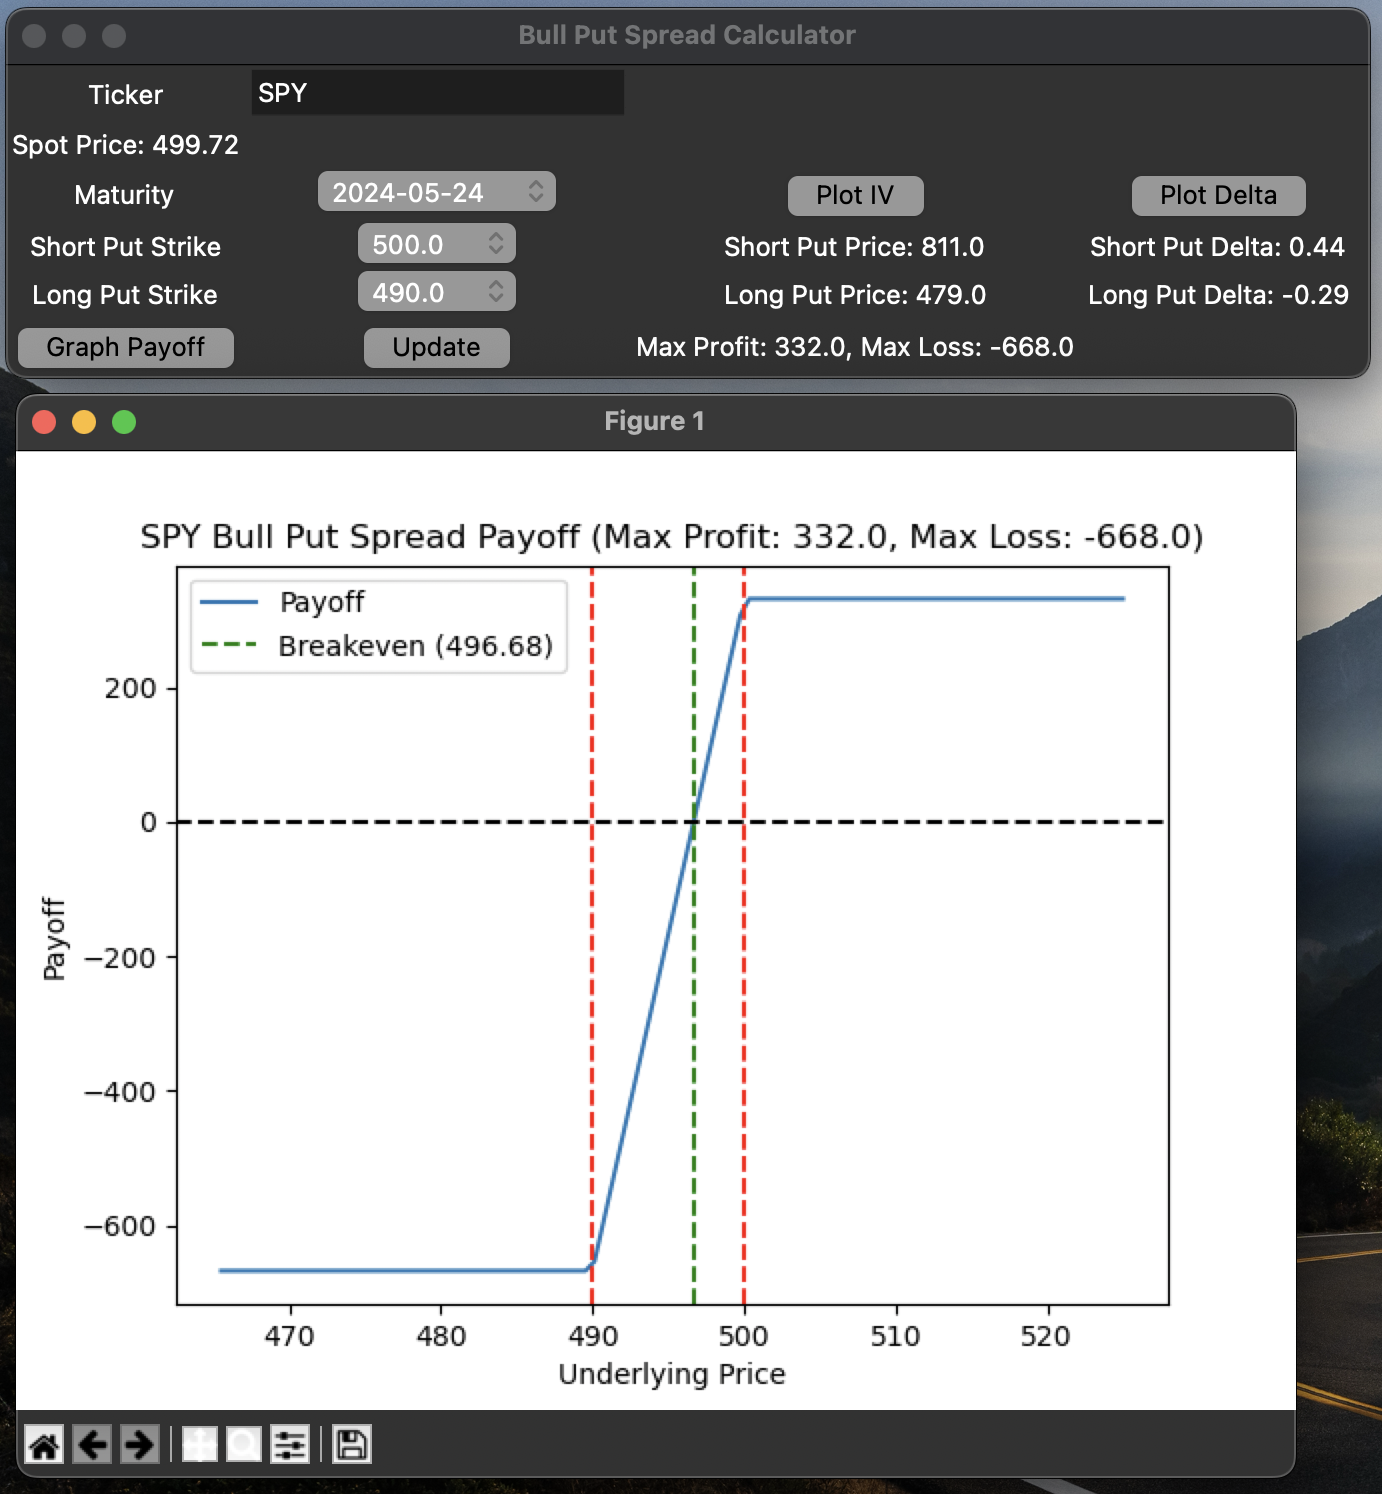 Bull Put Spread Calculator
Ticker SPY
Spot Price: 499.72
Maturity 2024-05-24 Plot IV Plot Delta
Short Put Strike 500.0 Short Put Price: 811.0 Short Put Delta: 0.44
Long Put Strike 490.0 Long Put Price: 479.0 Long Put Delta: -0.29
Graph Payoff Update Max Profit: 332.0, Max Loss: -668.0
Figure 1
SPY Bull Put Spread Payoff (Max Profit: 332.0, Max Loss: -668.0)
Payoff
Breakeven (496.68)
200
0
−200
−400
−600
Payoff
470 480 490 500 510 520
Underlying Price